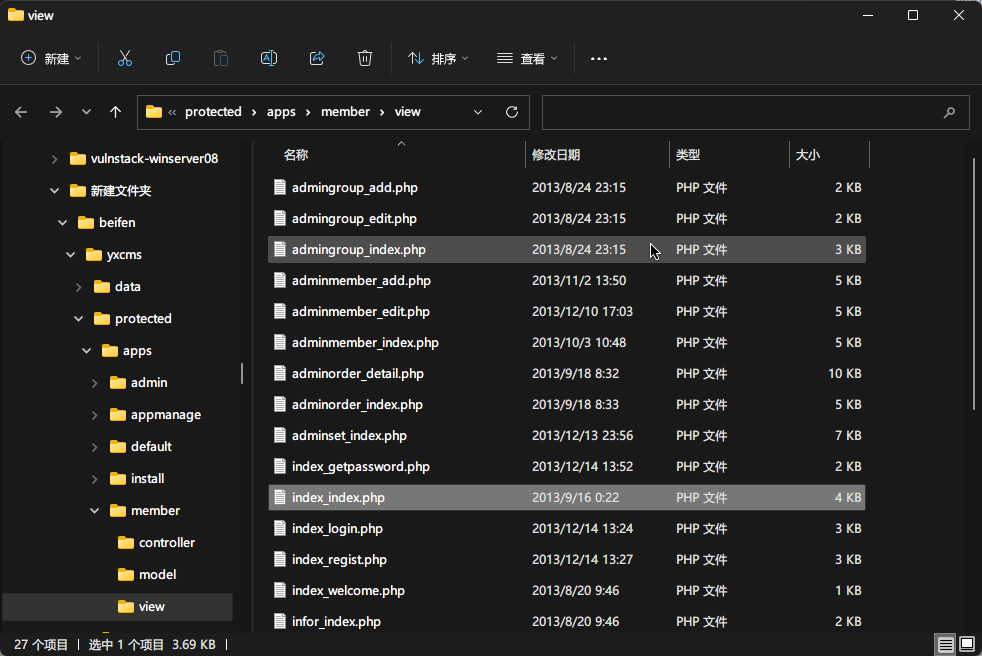 view
新建
排序
查看
« protected › apps › member › view
名称 修改日期 类型 大小
vulnstack-winserver08
新建文件夹
beifen
yxcms
data
protected
apps
admin
appmanage
default
install
member
controller
model
view
admingroup_add.php 2013/8/24 23:15 PHP 文件 2 KB
admingroup_edit.php 2013/8/24 23:15 PHP 文件 2 KB
admingroup_index.php 2013/8/24 23:15 PHP 文件 3 KB
adminmember_add.php 2013/11/2 13:50 PHP 文件 5 KB
adminmember_edit.php 2013/12/10 17:03 PHP 文件 5 KB
adminmember_index.php 2013/10/3 10:48 PHP 文件 5 KB
adminorder_detail.php 2013/9/18 8:32 PHP 文件 10 KB
adminorder_index.php 2013/9/18 8:33 PHP 文件 5 KB
adminset_index.php 2013/12/13 23:56 PHP 文件 7 KB
index_getpassword.php 2013/12/14 13:52 PHP 文件 2 KB
index_index.php 2013/9/16 0:22 PHP 文件 4 KB
index_login.php 2013/12/14 13:24 PHP 文件 3 KB
index_regist.php 2013/12/14 13:27 PHP 文件 3 KB
index_welcome.php 2013/8/20 9:46 PHP 文件 1 KB
infor_index.php 2013/8/20 9:46 PHP 文件 2 KB
27 个项目 | 选中 1 个项目 3.69 KB |